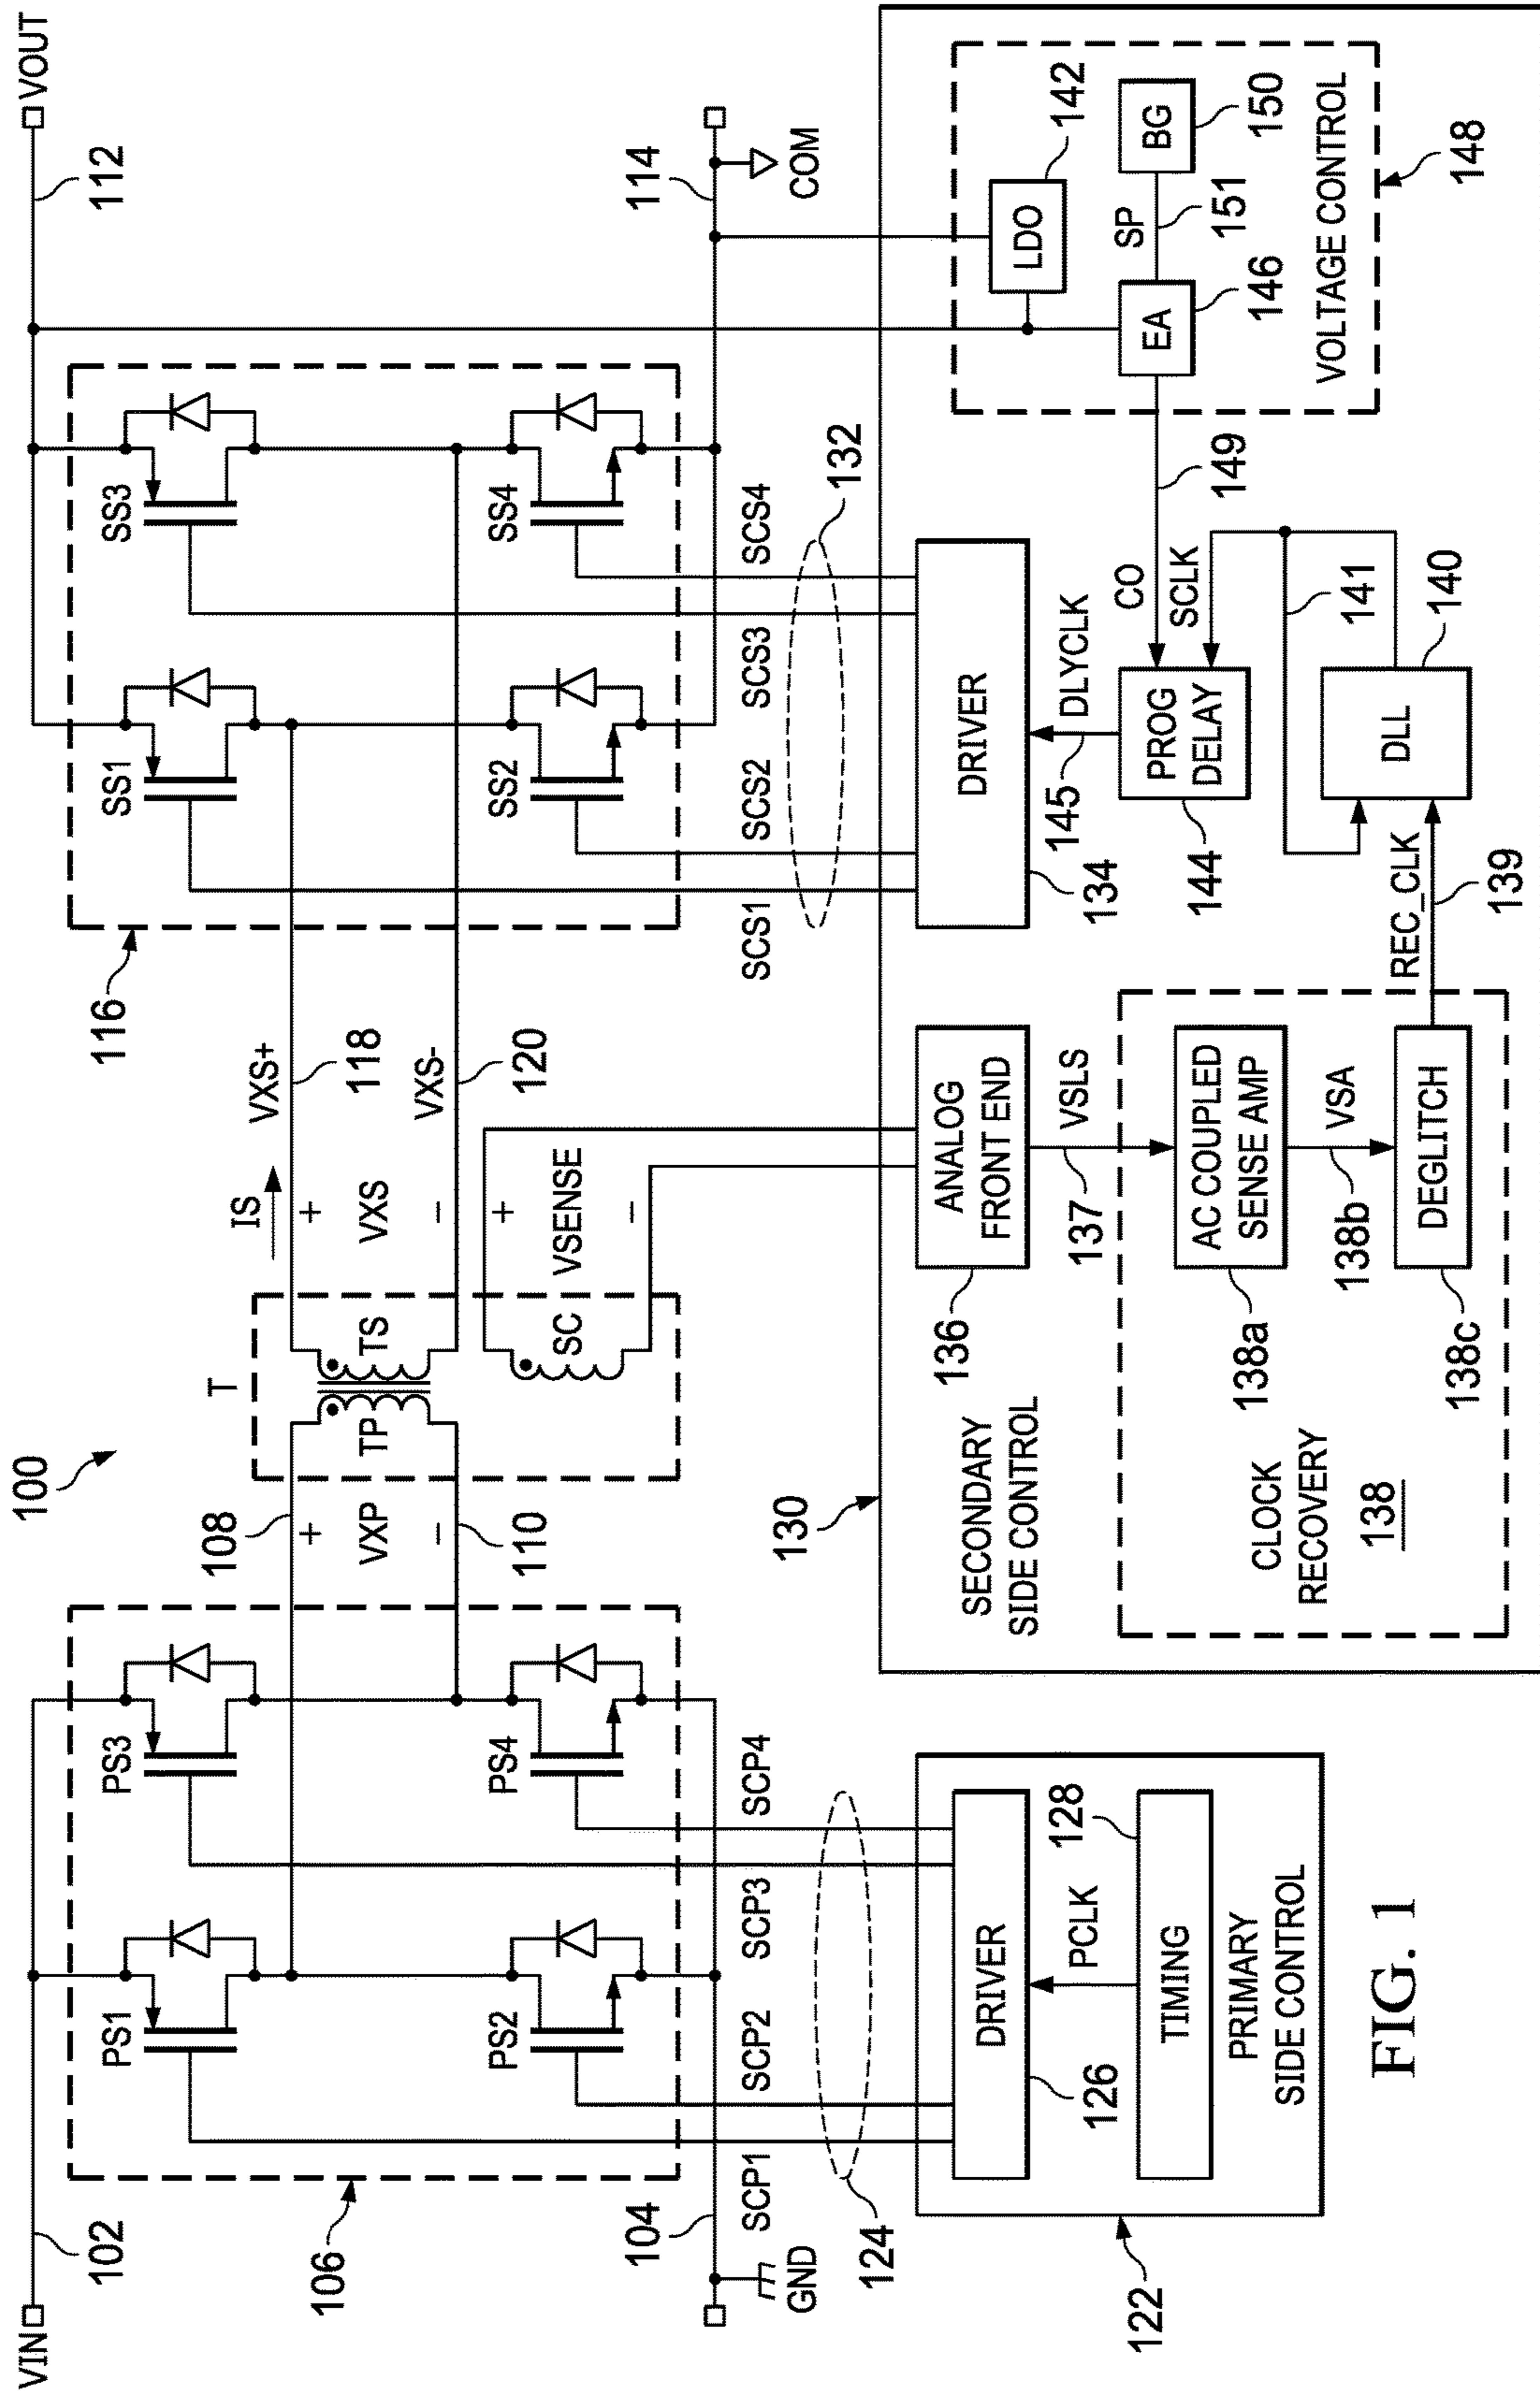 100
VIN
102
106
104
GND
PS1
PS2
PS3
PS4
SCP1
SCP2
SCP3
SCP4
124
122
DRIVER
126
PCLK
128
TIMING
PRIMARY
SIDE CONTROL
108
+
VXP
−
110
T
TP
TS
SC
IS
+
VXS
−
+
VSENSE
−
VXS+
118
VXS-
120
116
SS1
SS2
SS3
SS4
VOUT
112
114
COM
SCS1
SCS2
SCS3
SCS4
132
130
SECONDARY
SIDE CONTROL
ANALOG
FRONT END
136
137
VSLS
AC COUPLED
SENSE AMP
138a
138b
VSA
DEGLITCH
138c
CLOCK
RECOVERY
138
REC_CLK
139
DRIVER
134
145
DLYCLK
PROG
DELAY
144
CO
SCLK
149
141
DLL
140
LDO
142
EA
146
SP
151
BG
150
VOLTAGE CONTROL
148
FIG. 1